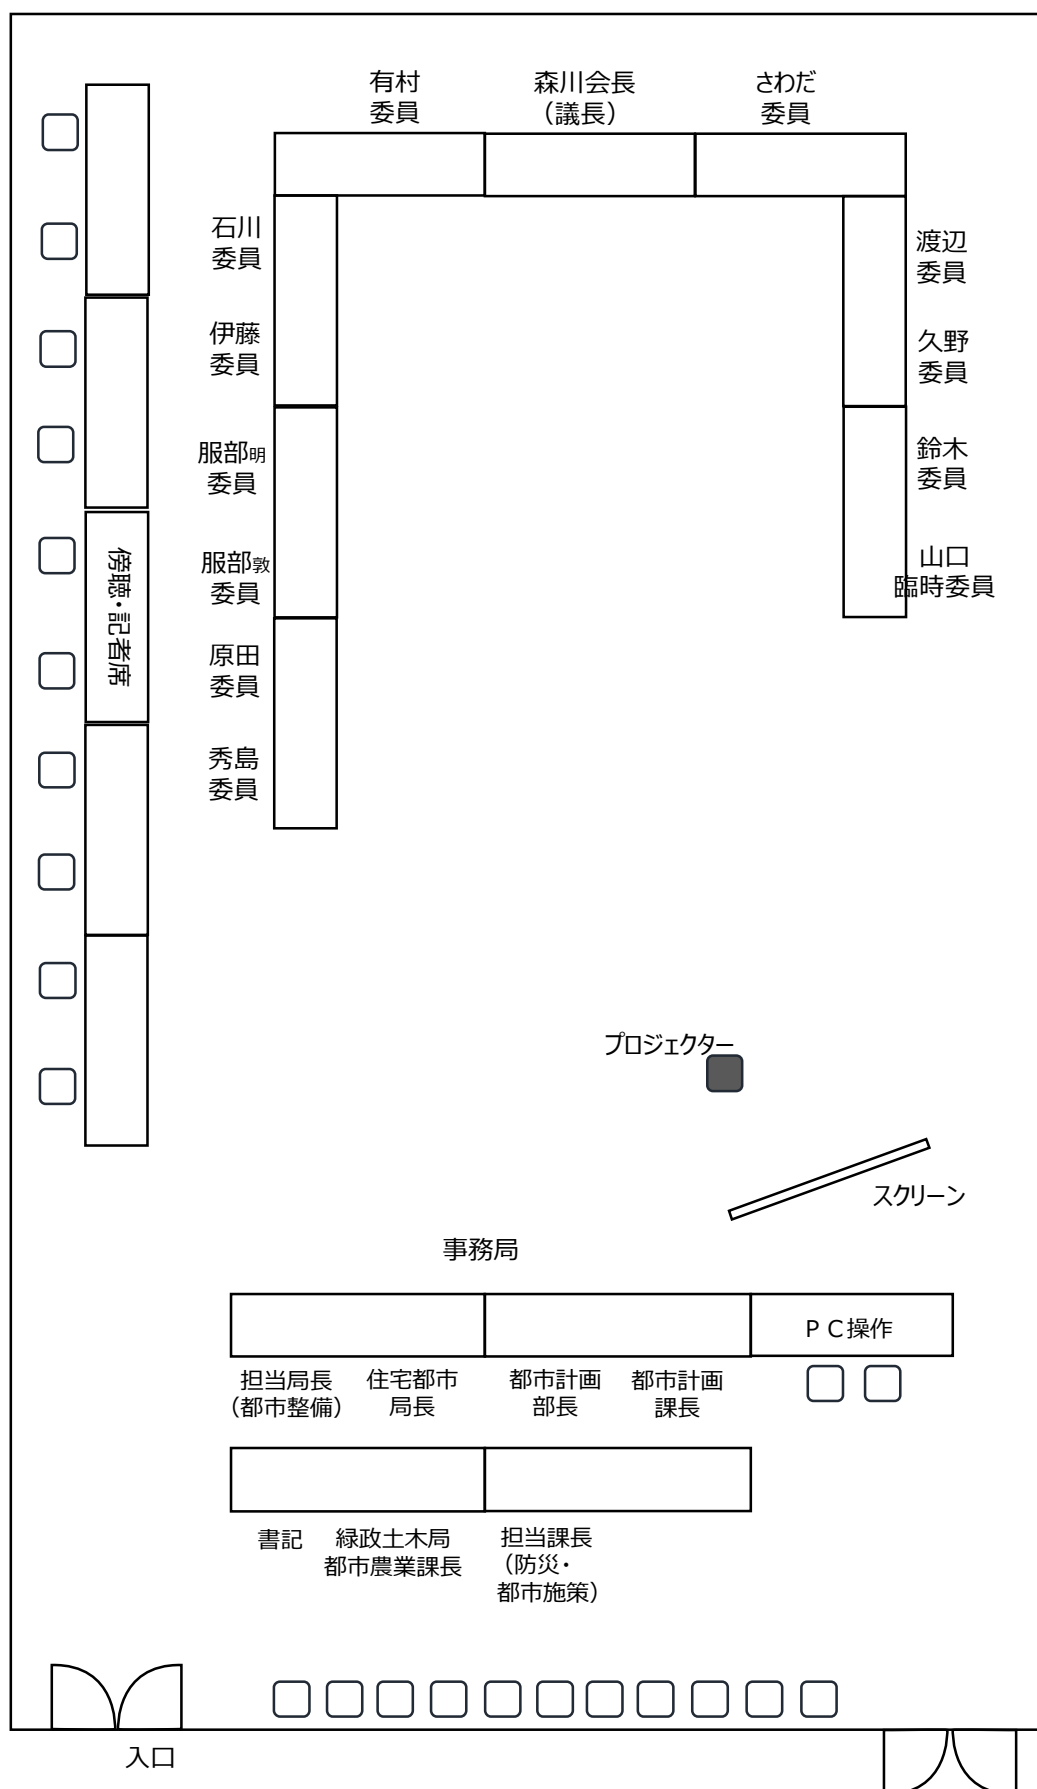 有村
委員
森川会長
（議長）
さわだ
委員
石川
委員
渡辺
委員
伊藤
委員
久野
委員
服部明
委員
鈴木
委員
服部敦
委員
山口
臨時委員
傍聴・記者席
原田
委員
秀島
委員
プロジェクター
スクリーン
事務局
ＰＣ操作
担当局長
（都市整備）
住宅都市
局長
都市計画
部長
都市計画
課長
書記
緑政土木局
都市農業課長
担当課長
（防災・
都市施策）
入口